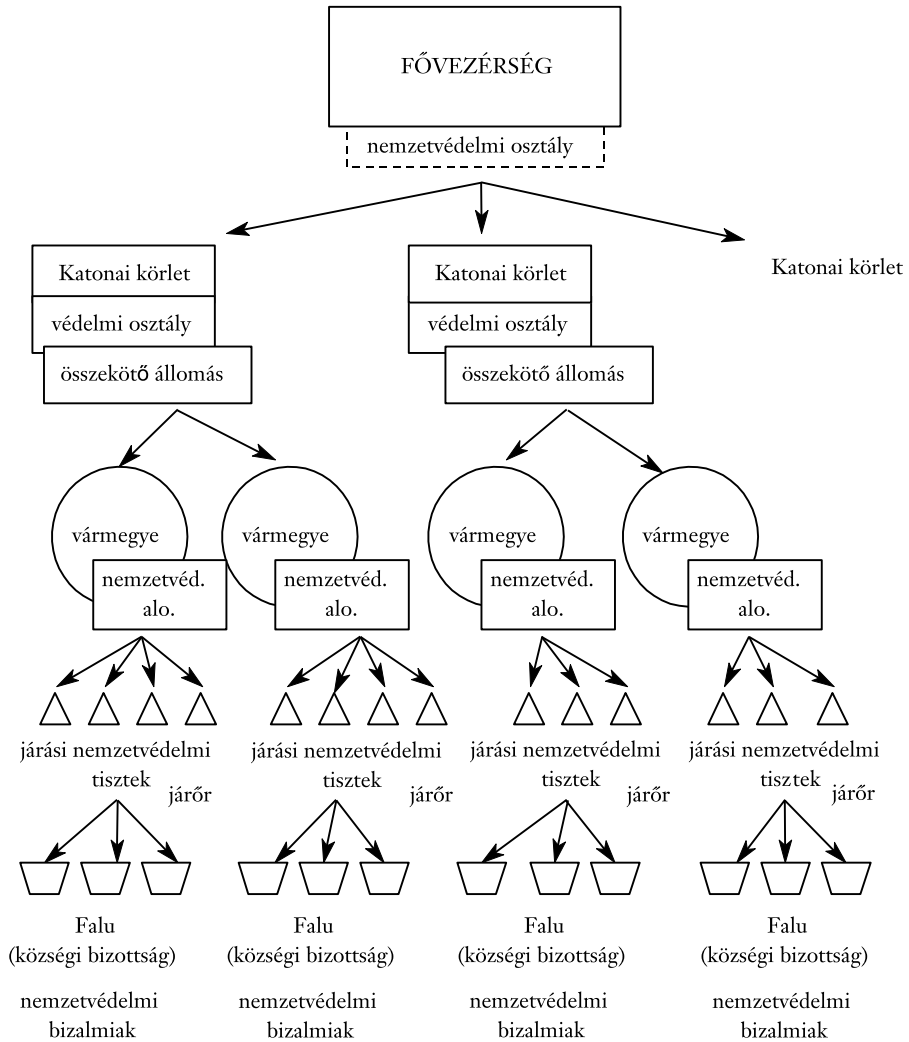 FŐVEZÉRSÉG
nemzetvédelmi osztály
Katonai körlet
védelmi osztály
összekötő állomás
Katonai körlet
védelmi osztály
összekötő állomás
Katonai körlet
vármegye
nemzetvéd.
alo.
vármegye
nemzetvéd.
alo.
vármegye
nemzetvéd.
alo.
vármegye
nemzetvéd.
alo.
járási nemzetvédelmi
tisztek
járőr
járási nemzetvédelmi
tisztek
járőr
járási nemzetvédelmi
tisztek
járőr
járási nemzetvédelmi
tisztek
járőr
Falu
(községi bizottság)
nemzetvédelmi
bizalmiak
Falu
(községi bizottság)
nemzetvédelmi
bizalmiak
Falu
(községi bizottság)
nemzetvédelmi
bizalmiak
Falu
(községi bizottság)
nemzetvédelmi
bizalmiak